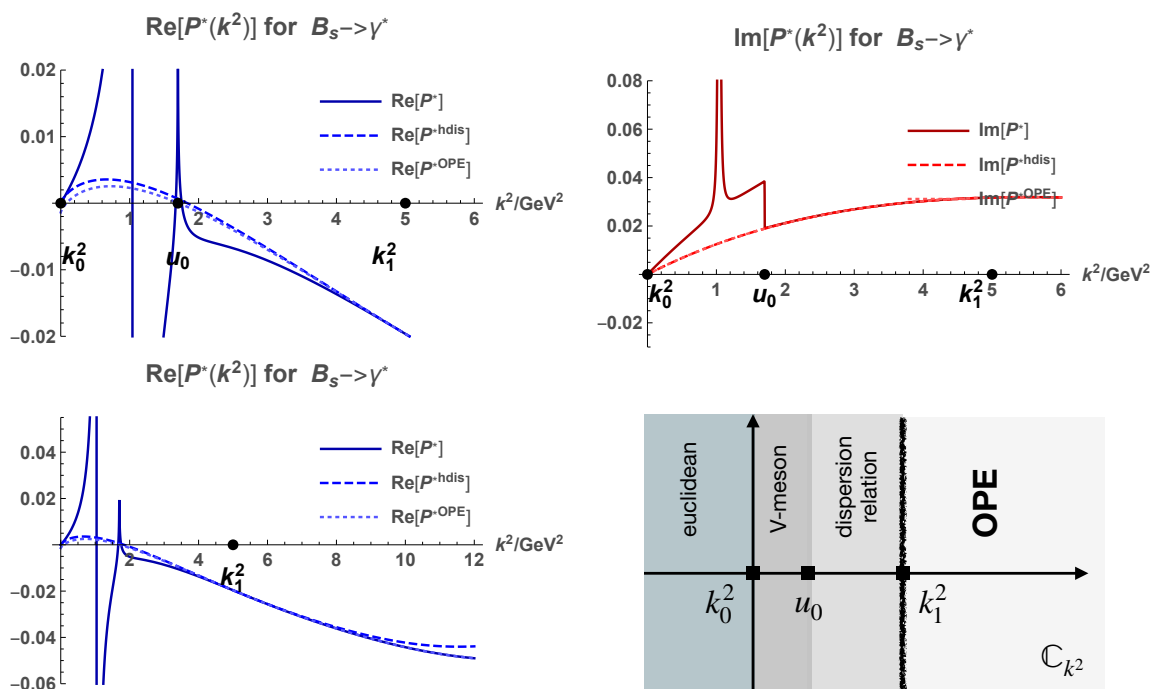 Re[P*(k²)] for B_s−>γ*
0.02
0.01
−0.01
−0.02
Re[P*]
Re[P*hdis]
Re[P*OPE]
1 2 3 4 5 6
k²/GeV²
k₀² u₀ k₁²
Im[P*(k²)] for B_s−>γ*
0.08
0.06
0.04
0.02
−0.02
Im[P*]
Im[P*hdis]
Im[P*OPE]
1 2 3 4 5 6
k²/GeV²
k₀² u₀ k₁²
Re[P*(k²)] for B_s−>γ*
0.04
0.02
0.00
−0.02
−0.04
−0.06
Re[P*]
Re[P*hdis]
Re[P*OPE]
2 4 6 8 10 12
k²/GeV²
k₁²
euclidean
V-meson
dispersion
relation
OPE
k₀² u₀ k₁²
ℂ_k²